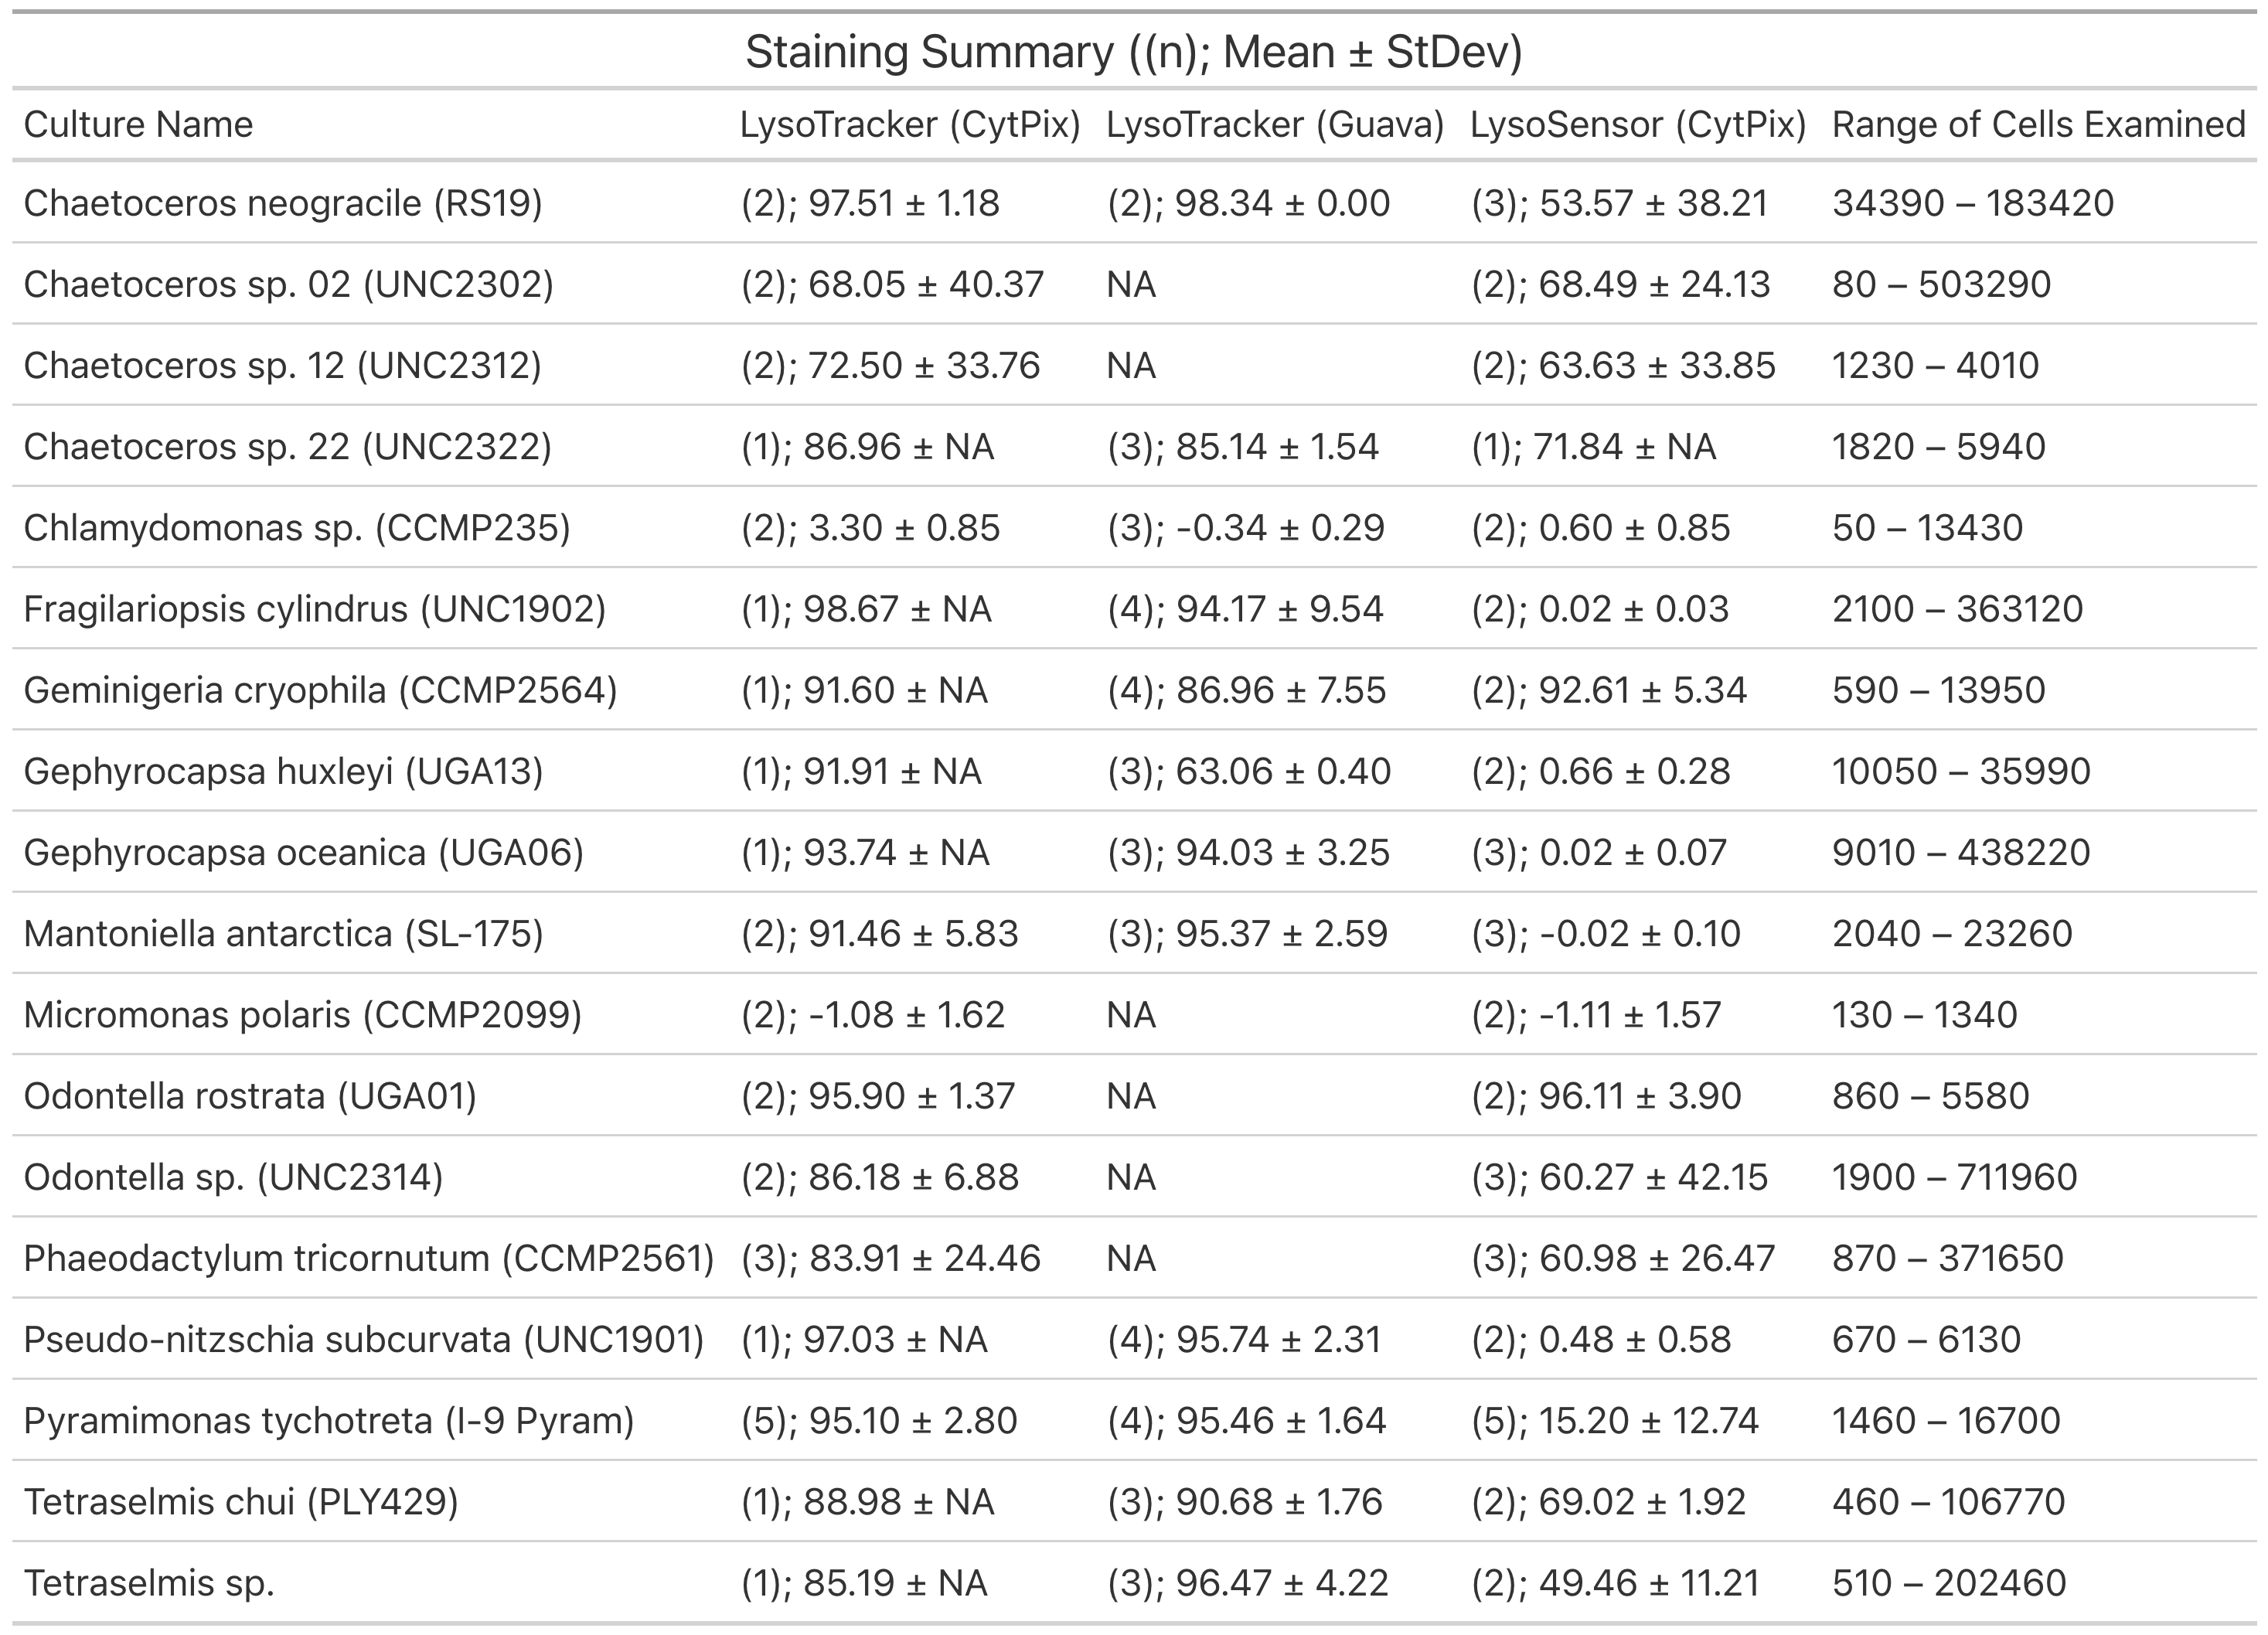 Staining Summary ((n); Mean ± StDev)
Culture Name LysoTracker (CytPix) LysoTracker (Guava) LysoSensor (CytPix) Range of Cells Examined
Chaetoceros neogracile (RS19) (2); 97.51 ± 1.18 (2); 98.34 ± 0.00 (3); 53.57 ± 38.21 34390 – 183420
Chaetoceros sp. 02 (UNC2302) (2); 68.05 ± 40.37 NA (2); 68.49 ± 24.13 80 – 503290
Chaetoceros sp. 12 (UNC2312) (2); 72.50 ± 33.76 NA (2); 63.63 ± 33.85 1230 – 4010
Chaetoceros sp. 22 (UNC2322) (1); 86.96 ± NA (3); 85.14 ± 1.54 (1); 71.84 ± NA 1820 – 5940
Chlamydomonas sp. (CCMP235) (2); 3.30 ± 0.85 (3); -0.34 ± 0.29 (2); 0.60 ± 0.85 50 – 13430
Fragilariopsis cylindrus (UNC1902) (1); 98.67 ± NA (4); 94.17 ± 9.54 (2); 0.02 ± 0.03 2100 – 363120
Geminigeria cryophila (CCMP2564) (1); 91.60 ± NA (4); 86.96 ± 7.55 (2); 92.61 ± 5.34 590 – 13950
Gephyrocapsa huxleyi (UGA13) (1); 91.91 ± NA (3); 63.06 ± 0.40 (2); 0.66 ± 0.28 10050 – 35990
Gephyrocapsa oceanica (UGA06) (1); 93.74 ± NA (3); 94.03 ± 3.25 (3); 0.02 ± 0.07 9010 – 438220
Mantoniella antarctica (SL-175) (2); 91.46 ± 5.83 (3); 95.37 ± 2.59 (3); -0.02 ± 0.10 2040 – 23260
Micromonas polaris (CCMP2099) (2); -1.08 ± 1.62 NA (2); -1.11 ± 1.57 130 – 1340
Odontella rostrata (UGA01) (2); 95.90 ± 1.37 NA (2); 96.11 ± 3.90 860 – 5580
Odontella sp. (UNC2314) (2); 86.18 ± 6.88 NA (3); 60.27 ± 42.15 1900 – 711960
Phaeodactylum tricornutum (CCMP2561) (3); 83.91 ± 24.46 NA (3); 60.98 ± 26.47 870 – 371650
Pseudo-nitzschia subcurvata (UNC1901) (1); 97.03 ± NA (4); 95.74 ± 2.31 (2); 0.48 ± 0.58 670 – 6130
Pyramimonas tychotreta (I-9 Pyram) (5); 95.10 ± 2.80 (4); 95.46 ± 1.64 (5); 15.20 ± 12.74 1460 – 16700
Tetraselmis chui (PLY429) (1); 88.98 ± NA (3); 90.68 ± 1.76 (2); 69.02 ± 1.92 460 – 106770
Tetraselmis sp. (1); 85.19 ± NA (3); 96.47 ± 4.22 (2); 49.46 ± 11.21 510 – 202460